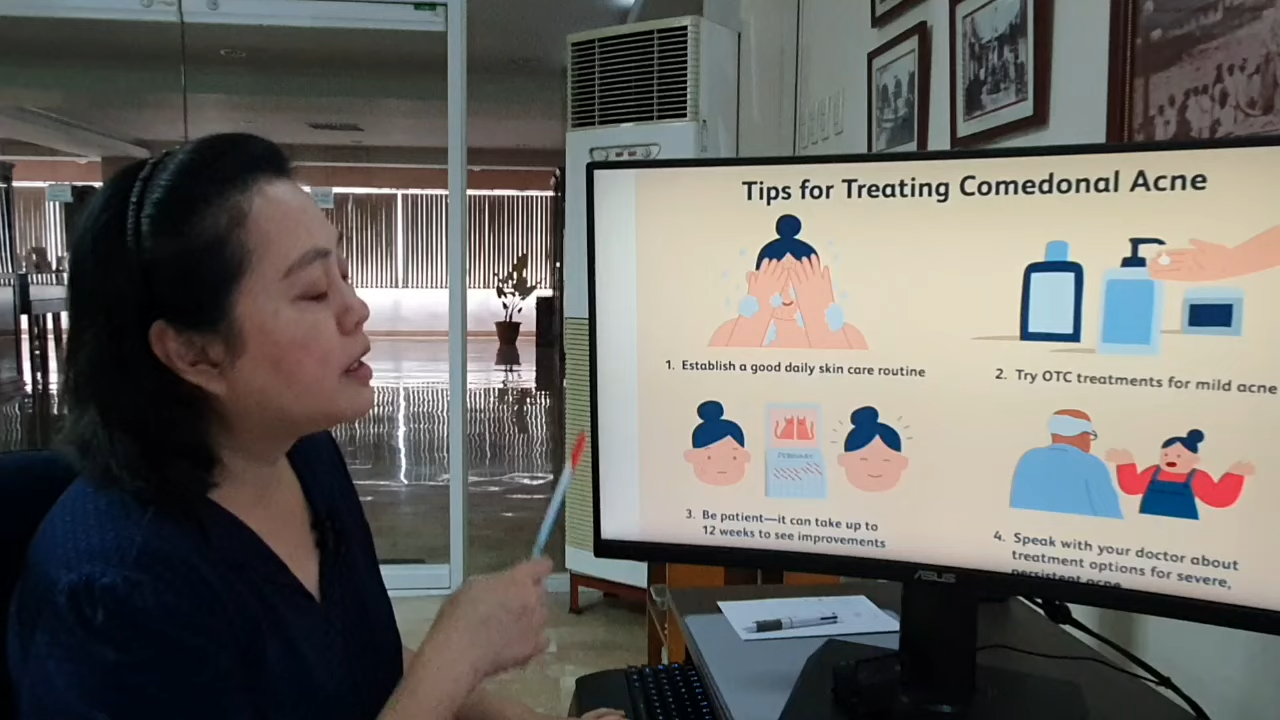 Tips for Treating Comedonal Acne
1. Establish a good daily skin care routine
2. Try OTC treatments for mild acne
FEBRUARY
3. Be patient—it can take up to
12 weeks to see improvements
4. Speak with your doctor about
treatment options for severe,
persistent acne
ASUS